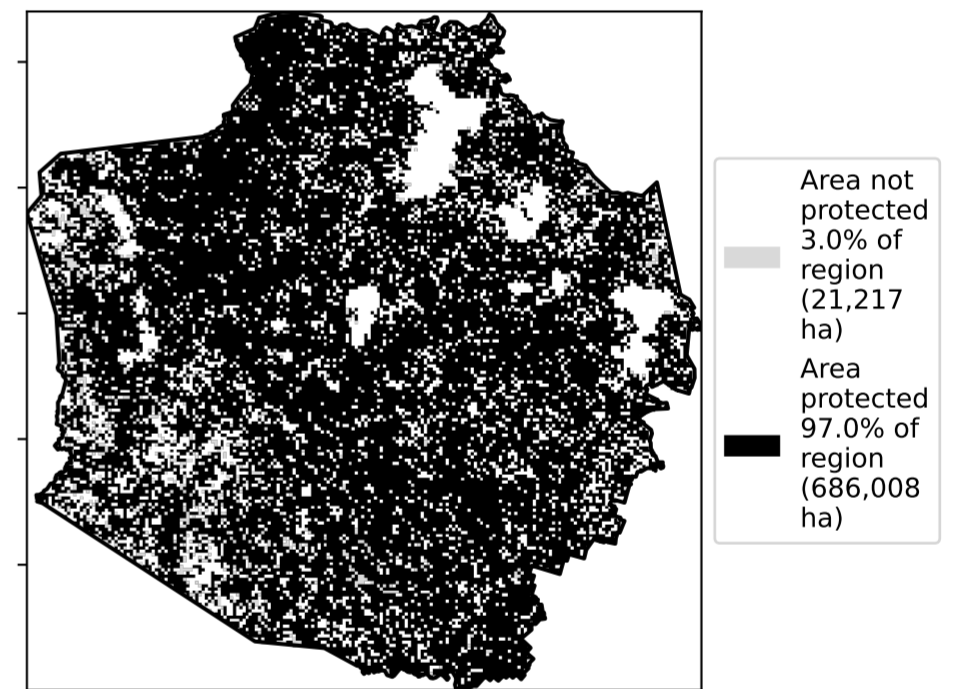 Area not
protected
3.0% of
region
(21,217
ha)
Area
protected
97.0% of
region
(686,008
ha)